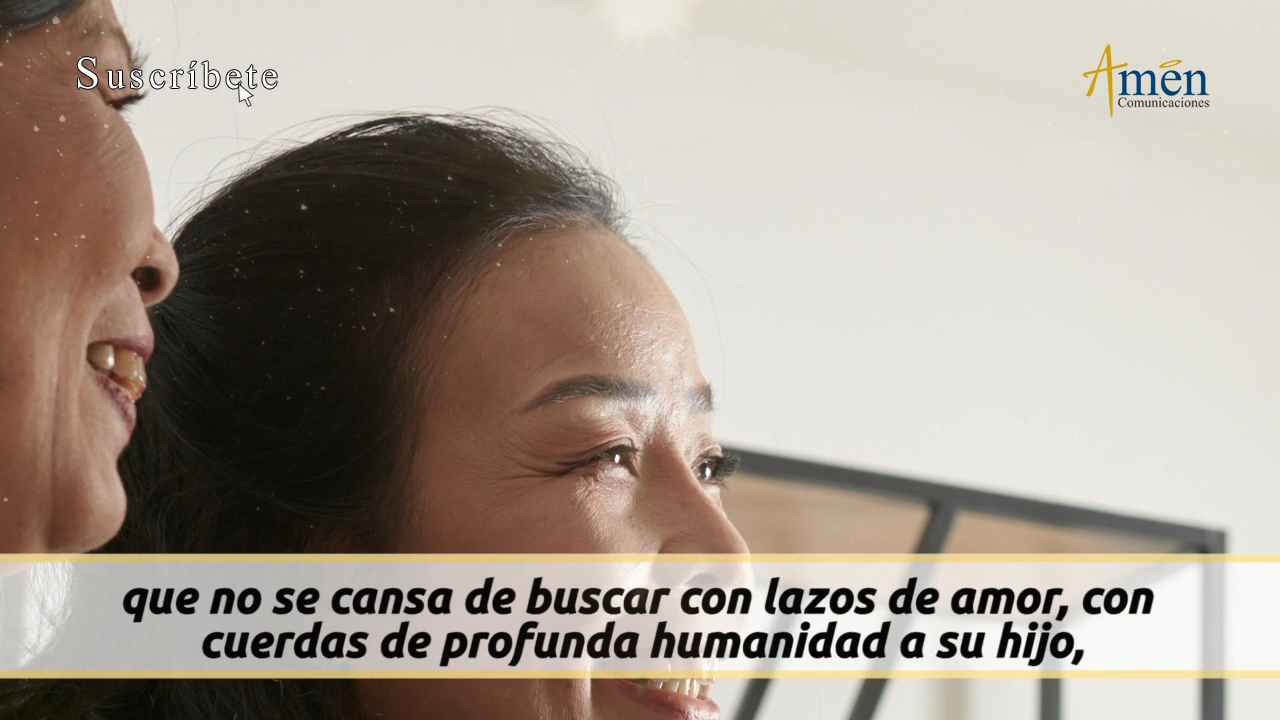 Suscríbete
Amén
Comunicaciones
que no se cansa de buscar con lazos de amor, con
cuerdas de profunda humanidad a su hijo,